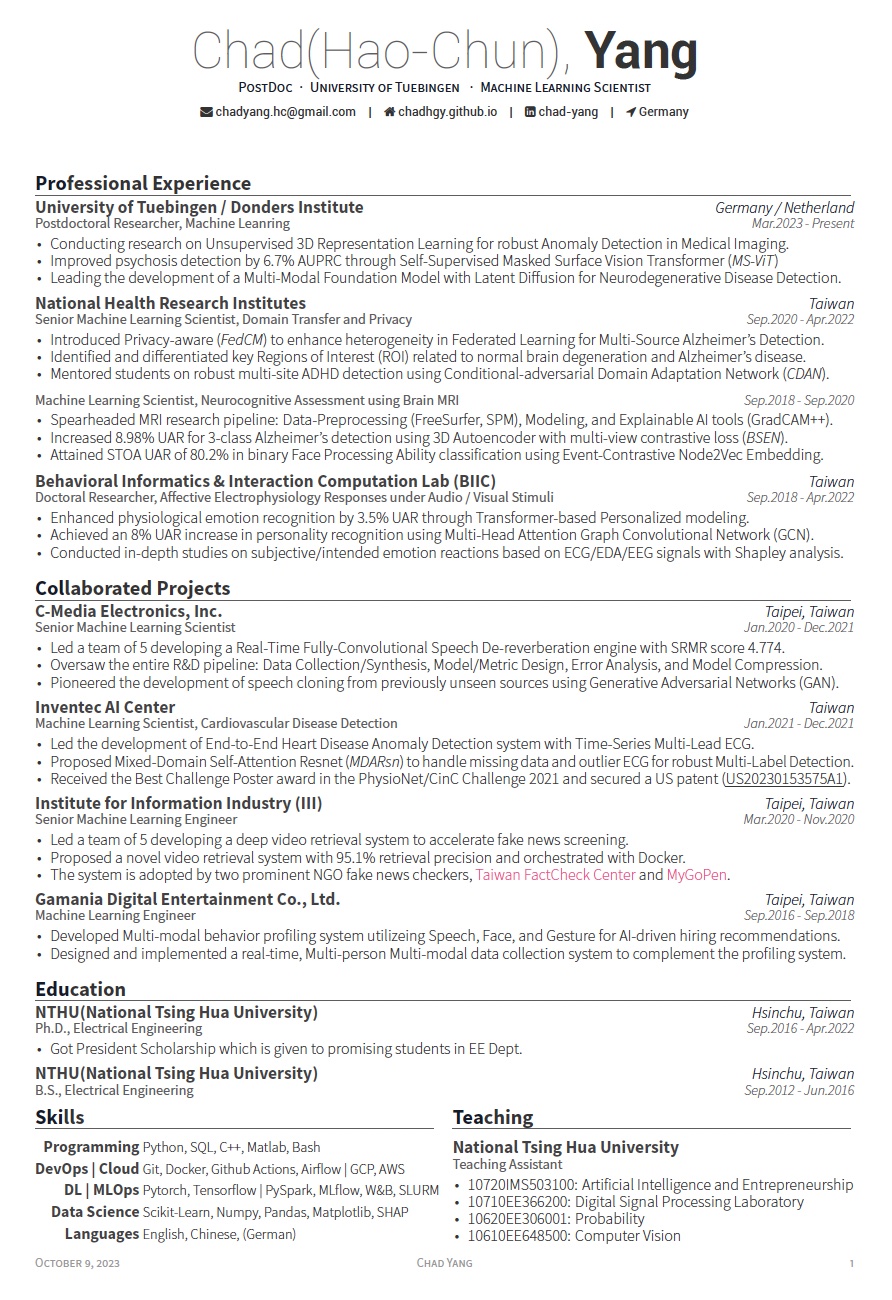 Chad(Hao-Chun), Yang
PostDoc · University of Tuebingen · Machine Learning Scientist
chadyang.hc@gmail.com | chadhgy.github.io | chad-yang | Germany
Professional Experience
University of Tuebingen / Donders Institute Germany / Netherland
Postdoctoral Researcher, Machine Leanring Mar.2023 - Present
• Conducting research on Unsupervised 3D Representation Learning for robust Anomaly Detection in Medical Imaging.
• Improved psychosis detection by 6.7% AUPRC through Self-Supervised Masked Surface Vision Transformer (MS-ViT)
• Leading the development of a Multi-Modal Foundation Model with Latent Diffusion for Neurodegenerative Disease Detection.
National Health Research Institutes Taiwan
Senior Machine Learning Scientist, Domain Transfer and Privacy Sep.2020 - Apr.2022
• Introduced Privacy-aware (FedCM) to enhance heterogeneity in Federated Learning for Multi-Source Alzheimer's Detection.
• Identified and differentiated key Regions of Interest (ROI) related to normal brain degeneration and Alzheimer's disease.
• Mentored students on robust multi-site ADHD detection using Conditional-adversarial Domain Adaptation Network (CDAN).
Machine Learning Scientist, Neurocognitive Assessment using Brain MRI Sep.2018 - Sep.2020
• Spearheaded MRI research pipeline: Data-Preprocessing (FreeSurfer, SPM), Modeling, and Explainable AI tools (GradCAM++).
• Increased 8.98% UAR for 3-class Alzheimer's detection using 3D Autoencoder with multi-view contrastive loss (BSEN).
• Attained STOA UAR of 80.2% in binary Face Processing Ability classification using Event-Contrastive Node2Vec Embedding.
Behavioral Informatics & Interaction Computation Lab (BIIC) Taiwan
Doctoral Researcher, Affective Electrophysiology Responses under Audio / Visual Stimuli Sep.2018 - Apr.2022
• Enhanced physiological emotion recognition by 3.5% UAR through Transformer-based Personalized modeling.
• Achieved an 8% UAR increase in personality recognition using Multi-Head Attention Graph Convolutional Network (GCN).
• Conducted in-depth studies on subjective/intended emotion reactions based on ECG/EDA/EEG signals with Shapley analysis.
Collaborated Projects
C-Media Electronics, Inc. Taipei, Taiwan
Senior Machine Learning Scientist Jan.2020 - Dec.2021
• Led a team of 5 developing a Real-Time Fully-Convolutional Speech De-reverberation engine with SRMR score 4.774.
• Oversaw the entire R&D pipeline: Data Collection/Synthesis, Model/Metric Design, Error Analysis, and Model Compression.
• Pioneered the development of speech cloning from previously unseen sources using Generative Adversarial Networks (GAN).
Inventec AI Center Taiwan
Machine Learning Scientist, Cardiovascular Disease Detection Jan.2021 - Dec.2021
• Led the development of End-to-End Heart Disease Anomaly Detection system with Time-Series Multi-Lead ECG.
• Proposed Mixed-Domain Self-Attention Resnet (MDARsn) to handle missing data and outlier ECG for robust Multi-Label Detection.
• Received the Best Challenge Poster award in the PhysioNet/CinC Challenge 2021 and secured a US patent (US20230153575A1).
Institute for Information Industry (III) Taipei, Taiwan
Senior Machine Learning Engineer Mar.2020 - Nov.2020
• Led a team of 5 developing a deep video retrieval system to accelerate fake news screening.
• Proposed a novel video retrieval system with 95.1% retrieval precision and orchestrated with Docker.
• The system is adopted by two prominent NGO fake news checkers, Taiwan FactCheck Center and MyGoPen.
Gamania Digital Entertainment Co., Ltd. Taipei, Taiwan
Machine Learning Engineer Sep.2016 - Sep.2018
• Developed Multi-modal behavior profiling system utilizeing Speech, Face, and Gesture for AI-driven hiring recommendations.
• Designed and implemented a real-time, Multi-person Multi-modal data collection system to complement the profiling system.
Education
NTHU(National Tsing Hua University) Hsinchu, Taiwan
Ph.D., Electrical Engineering Sep.2016 - Apr.2022
• Got President Scholarship which is given to promising students in EE Dept.
NTHU(National Tsing Hua University) Hsinchu, Taiwan
B.S., Electrical Engineering Sep.2012 - Jun.2016
Skills
Programming Python, SQL, C++, Matlab, Bash
DevOps | Cloud Git, Docker, Github Actions, Airflow | GCP, AWS
DL | MLOps Pytorch, Tensorflow | PySpark, MLflow, W&B, SLURM
Data Science Scikit-Learn, Numpy, Pandas, Matplotlib, SHAP
Languages English, Chinese, (German)
Teaching
National Tsing Hua University
Teaching Assistant
• 10720IMS503100: Artificial Intelligence and Entrepreneurship
• 10710EE366200: Digital Signal Processing Laboratory
• 10620EE306001: Probability
• 10610EE648500: Computer Vision
October 9, 2023 Chad Yang 1